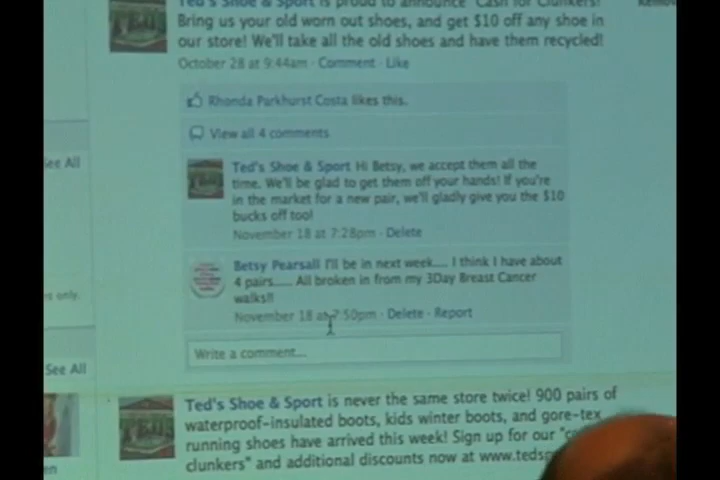 Ted's Shoe & Sport is proud to announce "Cash for Clunkers!
Bring us your old worn out shoes, and get $10 off any shoe in
our store! We'll take all the old shoes and have them recycled!
October 28 at 9:44am · Comment · Like
Rhonda Parkhurst Costa likes this.
View all 4 comments
See All
Ted's Shoe & Sport Hi Betsy, we accept them all the
time. We'll be glad to get them off your hands! If you're
in the market for a new pair, we'll gladly give you the $10
bucks off too!
November 18 at 7:28pm · Delete
Betsy Pearsall I'll be in next week.... I think I have about
4 pairs..... All broken in from my 3Day Breast Cancer
walks!!
only.
November 18 at 7:50pm · Delete · Report
Write a comment...
See All
Ted's Shoe & Sport is never the same store twice! 900 pairs of
waterproof-insulated boots, kids winter boots, and gore-tex
running shoes have arrived this week! Sign up for our
clunkers" and additional discounts now at